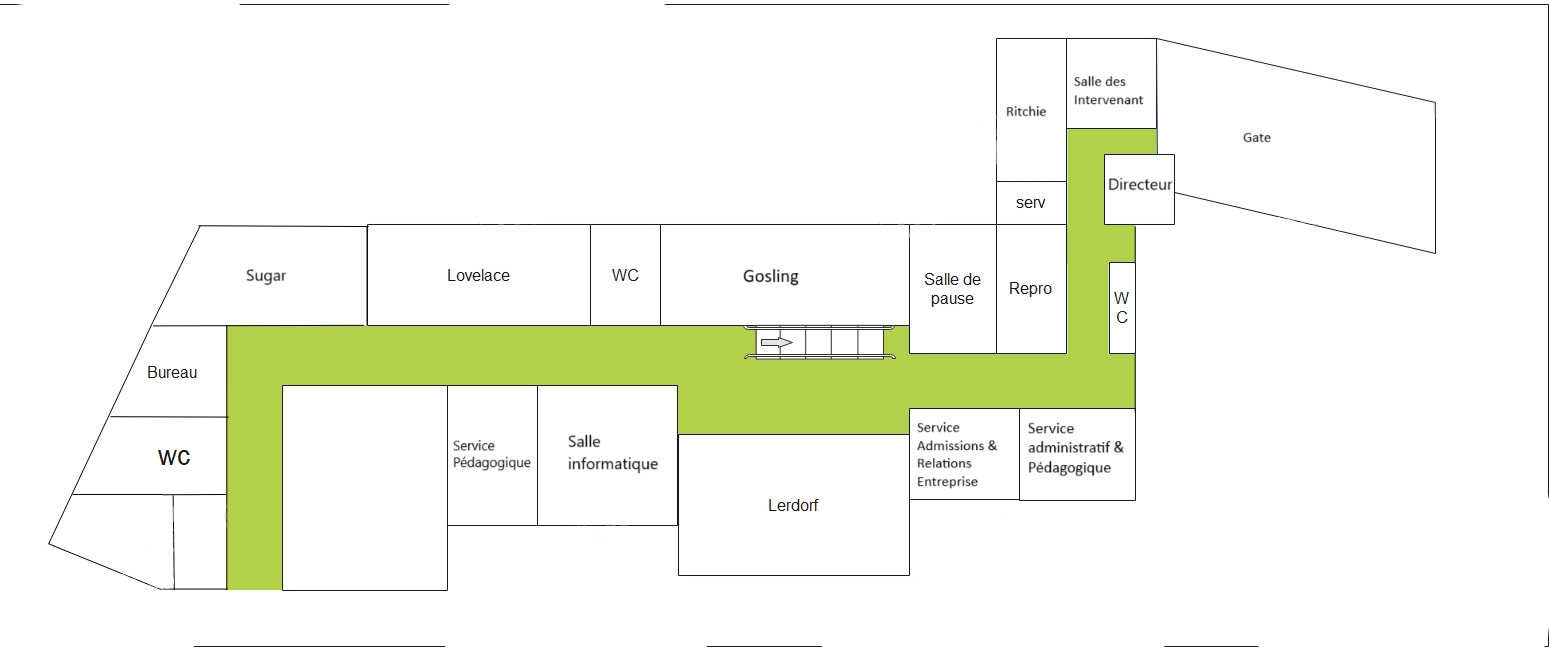 Salle des
Intervenant
Ritchie
Gate
Directeur
serv
Sugar
Lovelace
WC
Gosling
Salle de
pause
Repro
W
C
Bureau
WC
Service
Pédagogique
Salle
informatique
Lerdorf
Service
Admissions &
Relations
Entreprise
Service
administratif &
Pédagogique